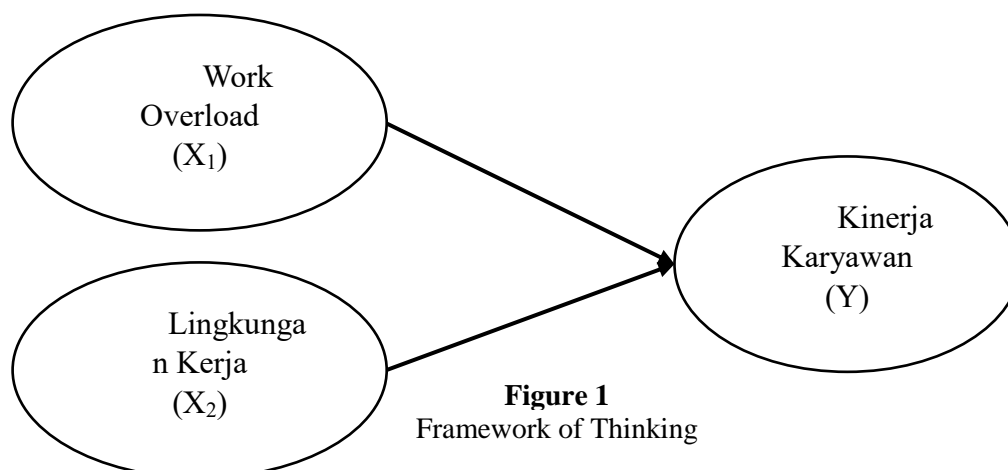 Work
Overload
(X₁)
Kinerja
Karyawan
(Y)
Lingkunga
n Kerja
(X₂)
Figure 1
Framework of Thinking